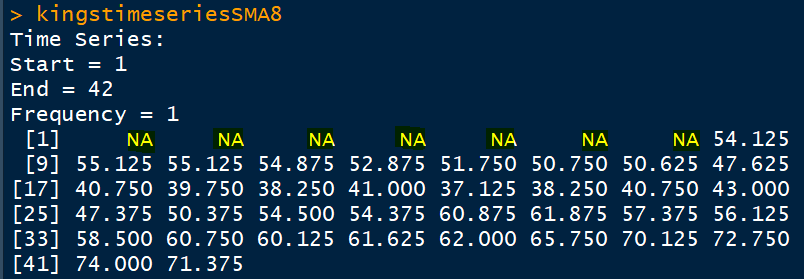 > kingstimeseriesSMA8
Time Series:
Start = 1
End = 42
Frequency = 1
[1] NA NA NA NA NA NA NA 54.125
[9] 55.125 55.125 54.875 52.875 51.750 50.750 50.625 47.625
[17] 40.750 39.750 38.250 41.000 37.125 38.250 40.750 43.000
[25] 47.375 50.375 54.500 54.375 60.875 61.875 57.375 56.125
[33] 58.500 60.750 60.125 61.625 62.000 65.750 70.125 72.750
[41] 74.000 71.375